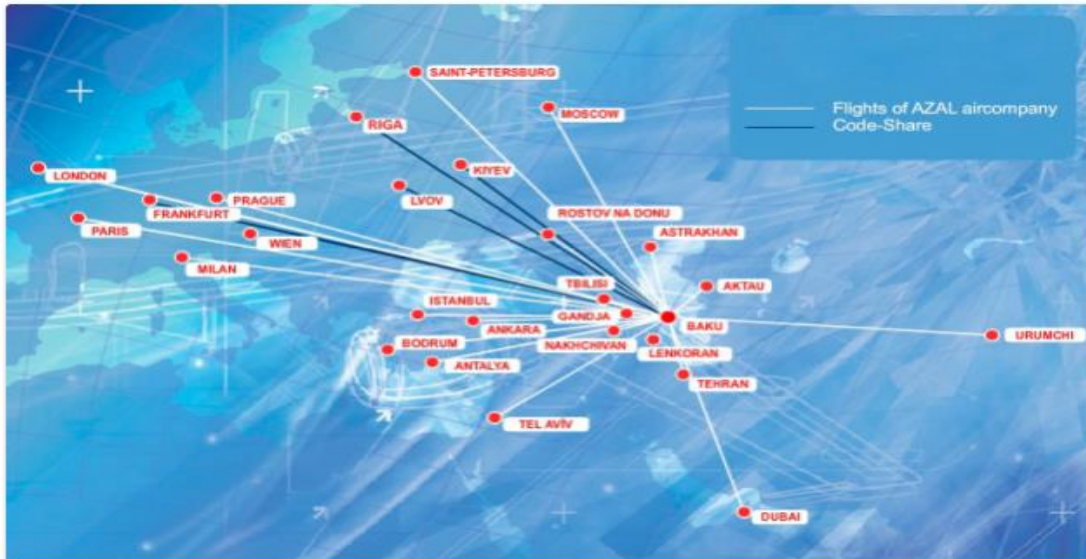 SAINT-PETERSBURG
MOSCOW
Flights of AZAL aircompany
Code-Share
RIGA
LONDON
KIYEV
FRANKFURT
PRAGUE
LVOV
PARIS
ROSTOV NA DONU
WIEN
ASTRAKHAN
MILAN
TBILISI
AKTAU
ISTANBUL
GANDJA
ANKARA
BAKU
URUMCHI
BODRUM
NAKHCHIVAN
LENKORAN
ANTALYA
TEHRAN
TEL AVİV
DUBAI